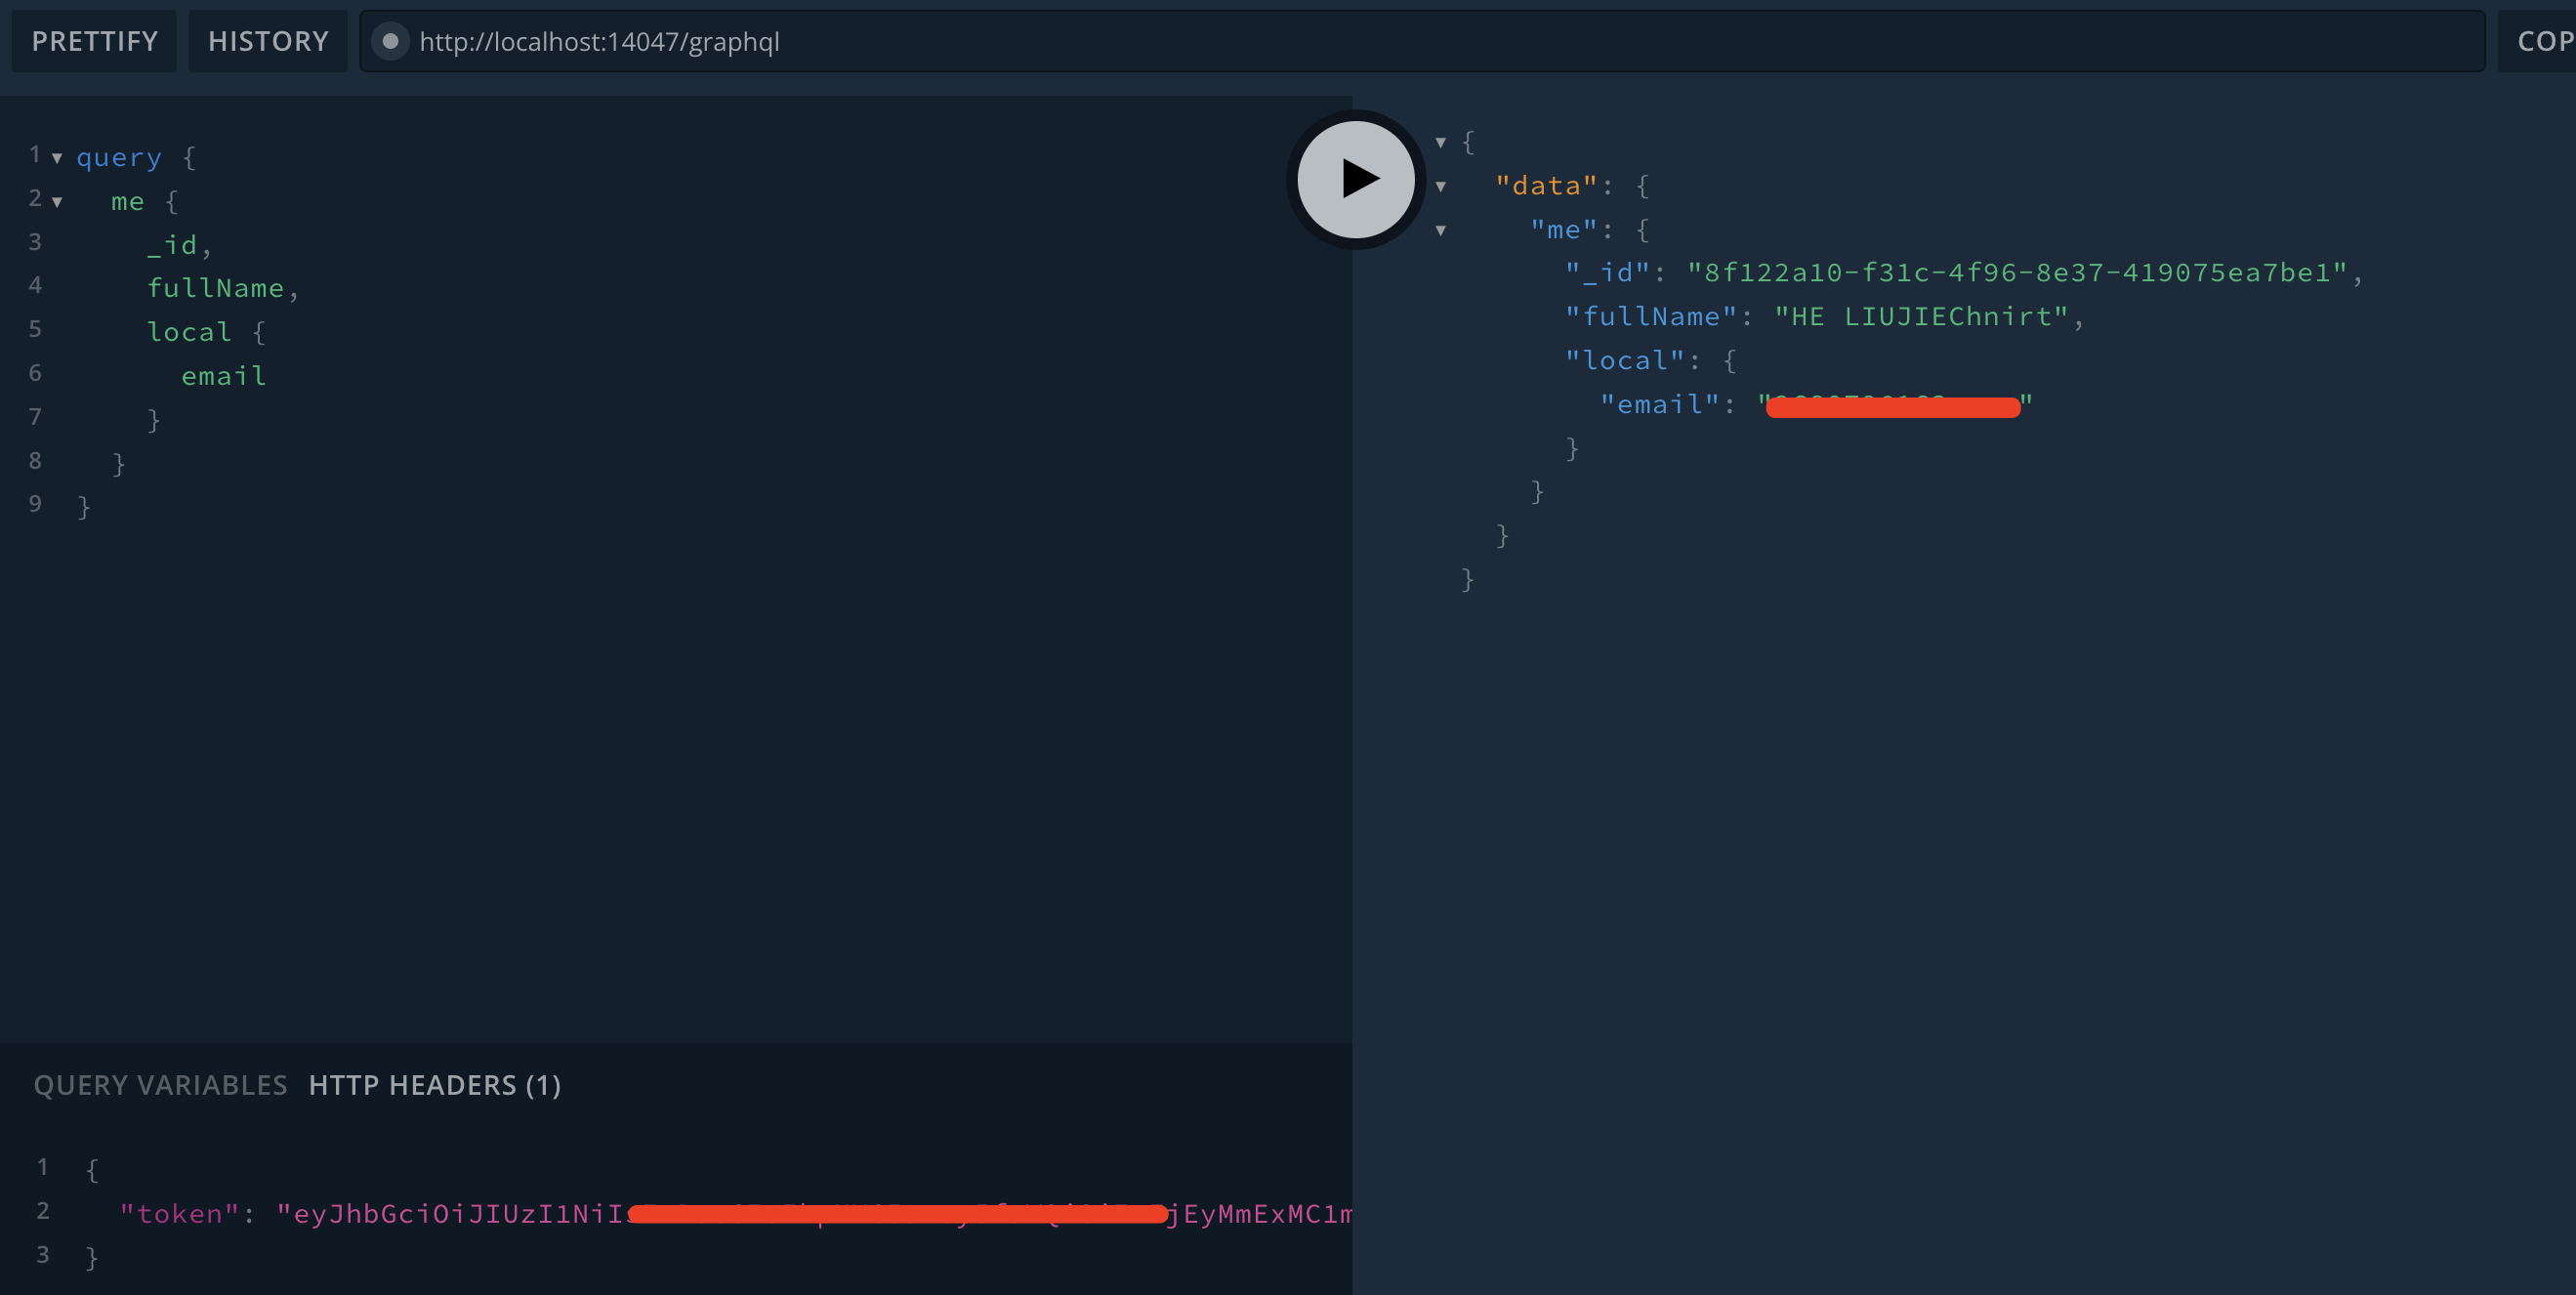 PRETTIFY HISTORY http://localhost:14047/graphql COP
1 query {
2 me {
3 _id,
4 fullName,
5 local {
6 email
7 }
8 }
9 }
{
"data": {
"me": {
"_id": "8f122a10-f31c-4f96-8e37-419075ea7be1",
"fullName": "HE LIUJIEChnirt",
"local": {
"email": " "
}
}
}
}
QUERY VARIABLES HTTP HEADERS (1)
1 {
2 "token": "eyJhbGciOiJIUzI1NiI jEyMmExMC1m
3 }